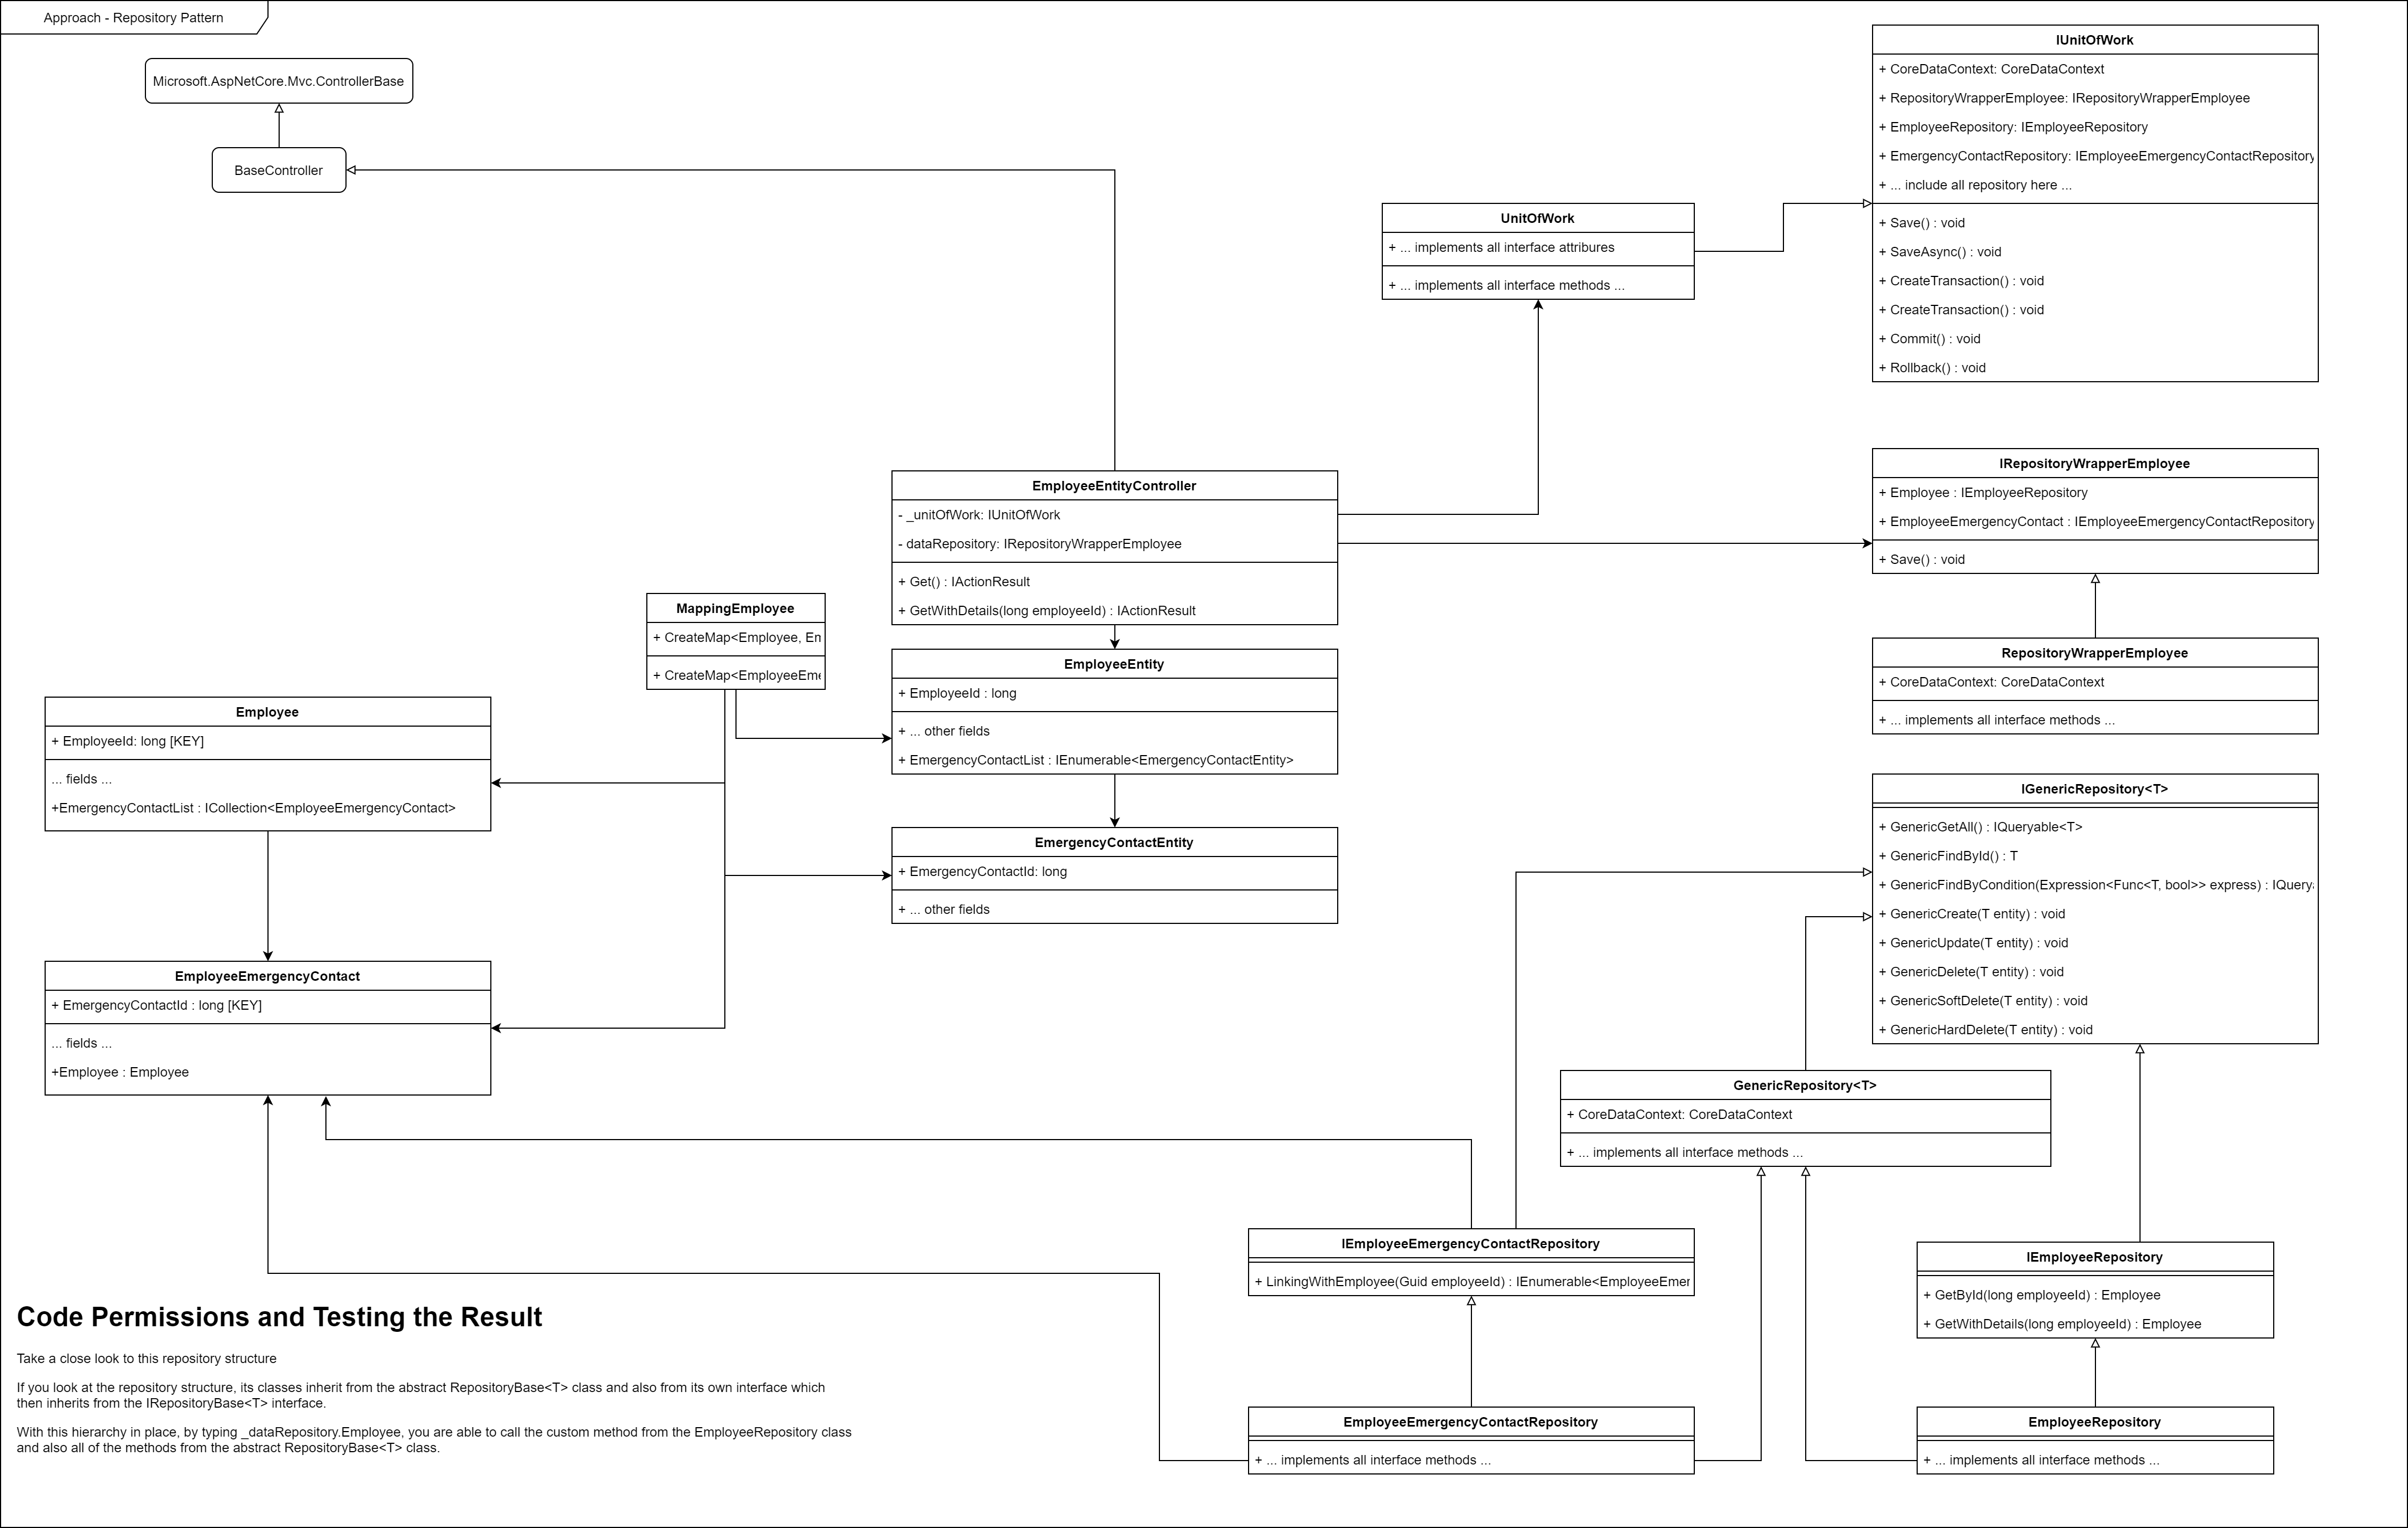 Approach - Repository Pattern
Microsoft.AspNetCore.Mvc.ControllerBase
BaseController
IUnitOfWork
+ CoreDataContext: CoreDataContext
+ RepositoryWrapperEmployee: IRepositoryWrapperEmployee
+ EmployeeRepository: IEmployeeRepository
+ EmergencyContactRepository: IEmployeeEmergencyContactRepository
+ ... include all repository here ...
+ Save() : void
+ SaveAsync() : void
+ CreateTransaction() : void
+ CreateTransaction() : void
+ Commit() : void
+ Rollback() : void
UnitOfWork
+ ... implements all interface attribures
+ ... implements all interface methods ...
EmployeeEntityController
- _unitOfWork: IUnitOfWork
- dataRepository: IRepositoryWrapperEmployee
+ Get() : IActionResult
+ GetWithDetails(long employeeId) : IActionResult
IRepositoryWrapperEmployee
+ Employee : IEmployeeRepository
+ EmployeeEmergencyContact : IEmployeeEmergencyContactRepository
+ Save() : void
MappingEmployee
+ CreateMap<Employee, En
+ CreateMap<EmployeeEme
EmployeeEntity
+ EmployeeId : long
+ ... other fields
+ EmergencyContactList : IEnumerable<EmergencyContactEntity>
RepositoryWrapperEmployee
+ CoreDataContext: CoreDataContext
+ ... implements all interface methods ...
Employee
+ EmployeeId: long [KEY]
... fields ...
+EmergencyContactList : ICollection<EmployeeEmergencyContact>
EmergencyContactEntity
+ EmergencyContactId: long
+ ... other fields
IGenericRepository<T>
+ GenericGetAll() : IQueryable<T>
+ GenericFindById() : T
+ GenericFindByCondition(Expression<Func<T, bool>> express) : IQuery
+ GenericCreate(T entity) : void
+ GenericUpdate(T entity) : void
+ GenericDelete(T entity) : void
+ GenericSoftDelete(T entity) : void
+ GenericHardDelete(T entity) : void
EmployeeEmergencyContact
+ EmergencyContactId : long [KEY]
... fields ...
+Employee : Employee
GenericRepository<T>
+ CoreDataContext: CoreDataContext
+ ... implements all interface methods ...
IEmployeeEmergencyContactRepository
+ LinkingWithEmployee(Guid employeeId) : IEnumerable<EmployeeEmer
IEmployeeRepository
+ GetById(long employeeId) : Employee
+ GetWithDetails(long employeeId) : Employee
EmployeeEmergencyContactRepository
+ ... implements all interface methods ...
EmployeeRepository
+ ... implements all interface methods ...
Code Permissions and Testing the Result
Take a close look to this repository structure
If you look at the repository structure, its classes inherit from the abstract RepositoryBase<T> class and also from its own interface which
then inherits from the IRepositoryBase<T> interface.
With this hierarchy in place, by typing _dataRepository.Employee, you are able to call the custom method from the EmployeeRepository class
and also all of the methods from the abstract RepositoryBase<T> class.